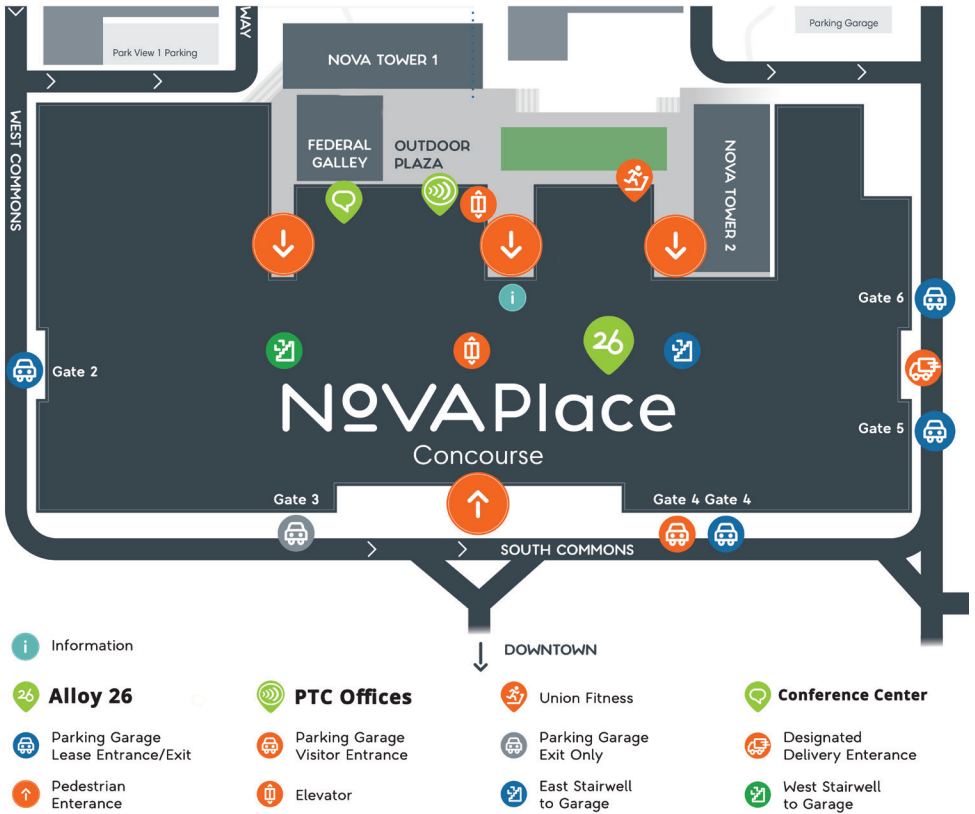 WAY
Park View 1 Parking
Parking Garage
NOVA TOWER 1
WEST COMMONS
FEDERAL
GALLEY
OUTDOOR
PLAZA
NOVA TOWER 2
i
Gate 6
26
Gate 2
NOVA Place
Concourse
Gate 5
Gate 3
Gate 4 Gate 4
SOUTH COMMONS
DOWNTOWN
i Information
26 Alloy 26
PTC Offices
Union Fitness
Conference Center
Parking Garage
Lease Entrance/Exit
Parking Garage
Visitor Entrance
Parking Garage
Exit Only
Designated
Delivery Enterance
Pedestrian
Enterance
Elevator
East Stairwell
to Garage
West Stairwell
to Garage